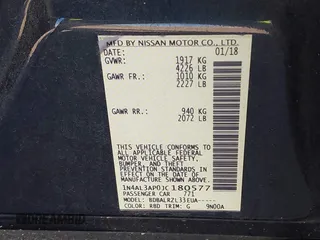 MFD BY NISSAN MOTOR CO., LTD.
DATE: 01/18
GVWR: 1917 KG
4226 LB
GAWR FR.: 1010 KG
2227 LB
GAWR RR.: 940 KG
2072 LB
THIS VEHICLE CONFORMS TO ALL
APPLICABLE U.S. FEDERAL MOTOR
VEHICLE SAFETY, BUMPER, AND
THEFT PREVENTION STANDARDS
IN EFFECT ON THE DATE OF
MANUFACTURE SHOWN ABOVE.
1N4AL3AP0JC180577
PASSENGER CAR 771
MODEL: BDBALRZL33EUA-----
COLOR: RBD TRIM: G 9N00A